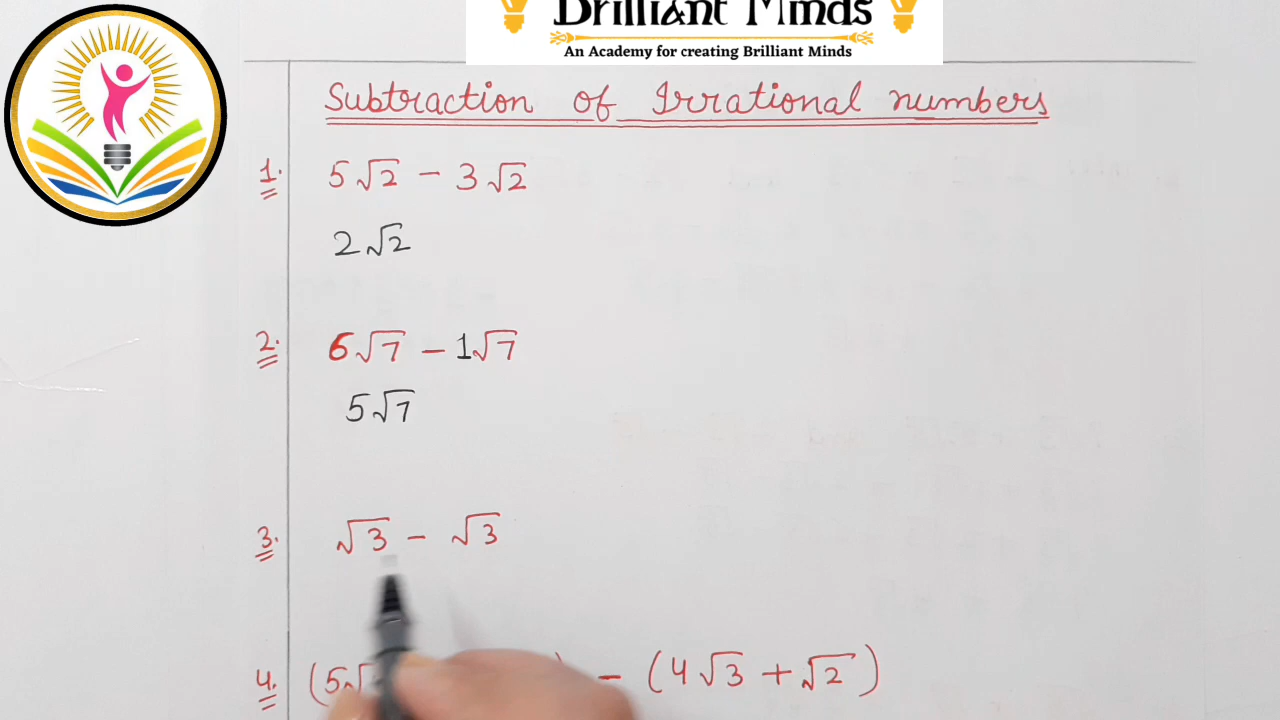 Brilliant Minds
An Academy for creating Brilliant Minds
Subtraction of Irrational numbers
1. 5√2 - 3√2
2√2
2. 6√7 - 1√7
5√7
3. √3 - √3
4. (5√ ) - (4√3 + √2)